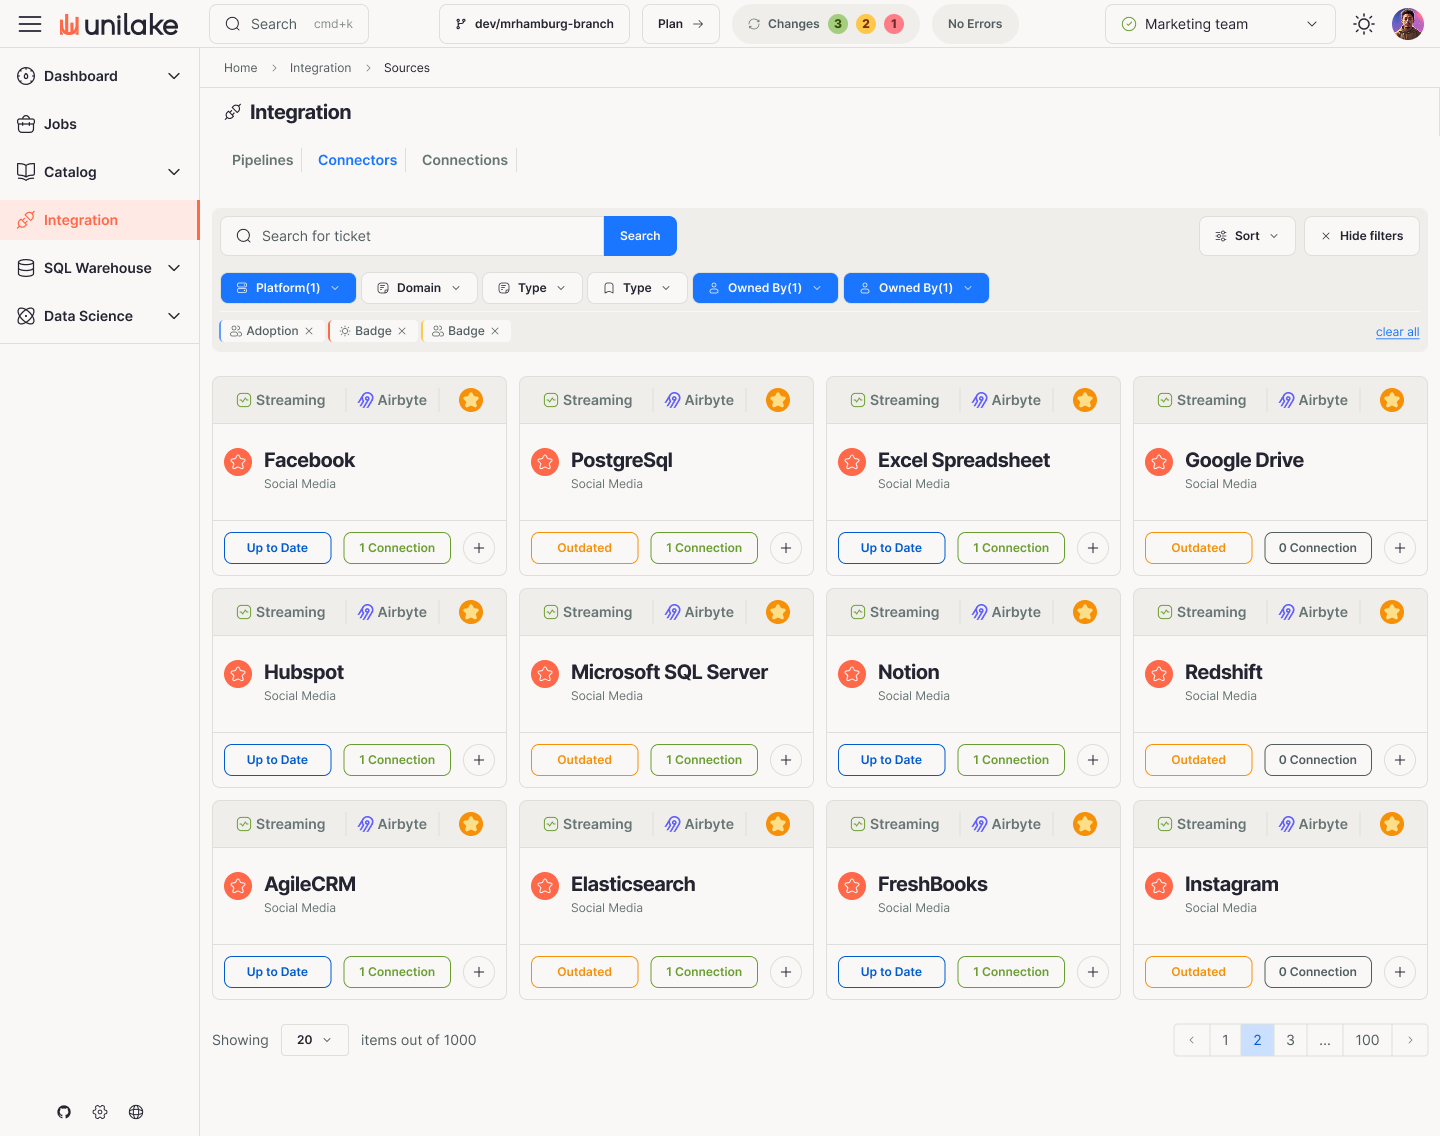 unilake
Search cmd+k
dev/mrhamburg-branch
Plan
Changes 3 2 1
No Errors
Marketing team
Dashboard
Jobs
Catalog
Integration
SQL Warehouse
Data Science
Home Integration Sources
Integration
Pipelines Connectors Connections
Search for ticket Search Sort Hide filters
Platform(1) Domain Type Type Owned By(1) Owned By(1)
Adoption Badge Badge clear all
Streaming Airbyte Streaming Airbyte Streaming Airbyte Streaming Airbyte
Facebook PostgreSql Excel Spreadsheet Google Drive
Social Media Social Media Social Media Social Media
Up to Date 1 Connection Outdated 1 Connection Up to Date 1 Connection Outdated 0 Connection
Streaming Airbyte Streaming Airbyte Streaming Airbyte Streaming Airbyte
Hubspot Microsoft SQL Server Notion Redshift
Social Media Social Media Social Media Social Media
Up to Date 1 Connection Outdated 1 Connection Up to Date 1 Connection Outdated 0 Connection
Streaming Airbyte Streaming Airbyte Streaming Airbyte Streaming Airbyte
AgileCRM Elasticsearch FreshBooks Instagram
Social Media Social Media Social Media Social Media
Up to Date 1 Connection Outdated 1 Connection Up to Date 1 Connection Outdated 0 Connection
Showing 20 items out of 1000
1 2 3 ... 100